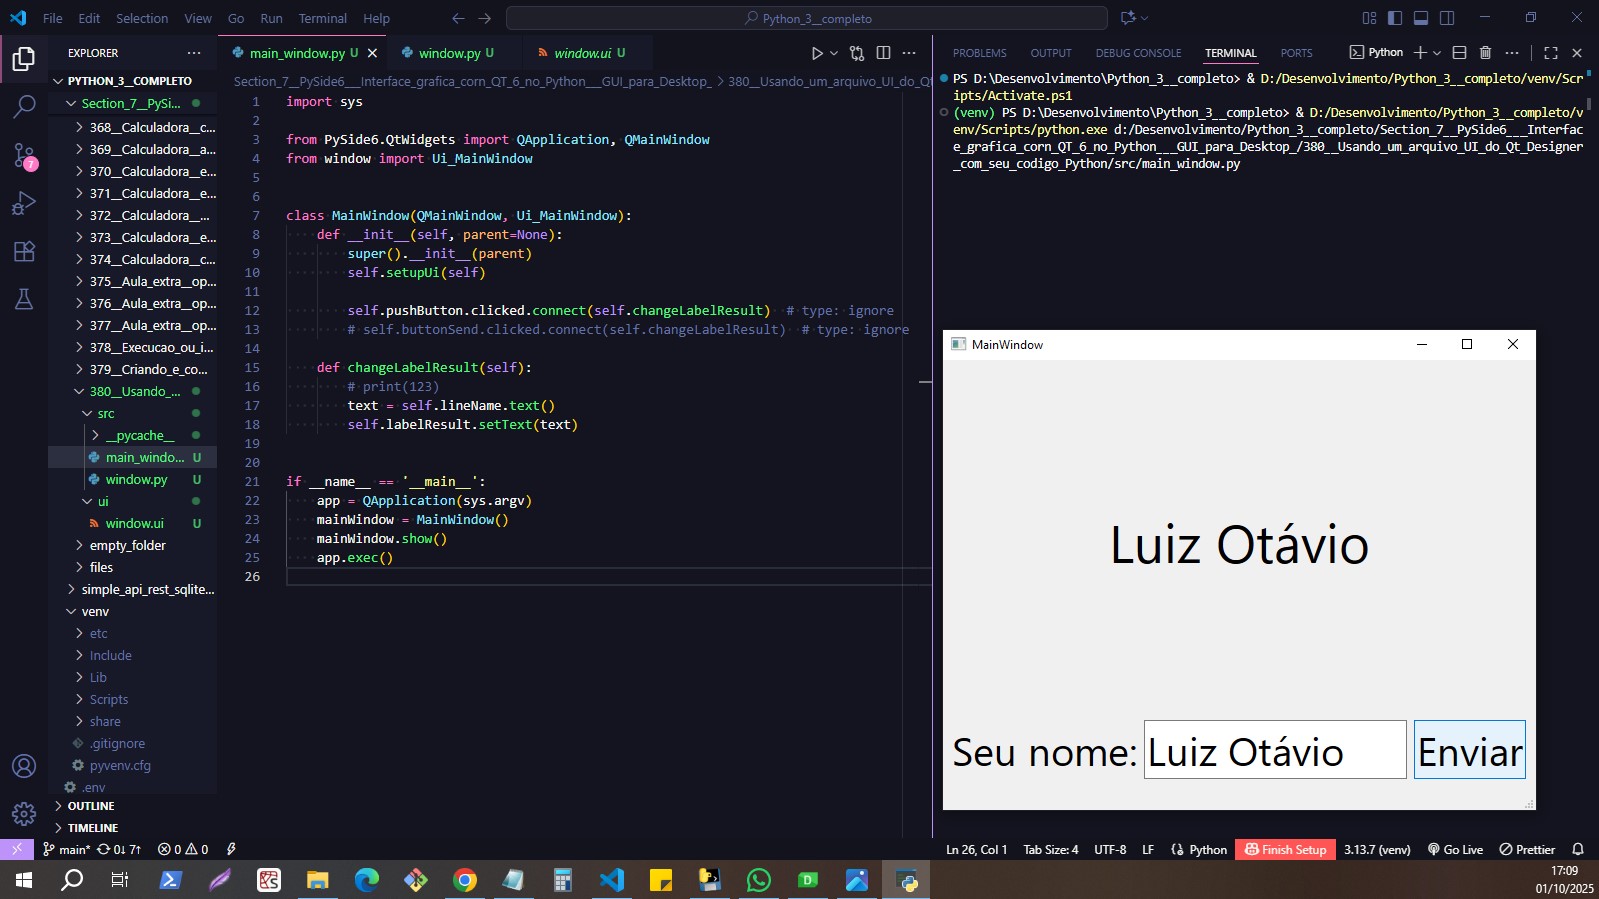 File Edit Selection View Go Run Terminal Help
Python_3__completo
EXPLORER
PYTHON_3__COMPLETO
Section_7__PySi...
368__Calculadora__c...
369__Calculadora__a...
370__Calculadora__e...
371__Calculadora__e...
372__Calculadora__...
373__Calculadora__e...
374__Calculadora__c...
375__Aula_extra__op...
376__Aula_extra__op...
377__Aula_extra__op...
378__Execucao_ou_i...
379__Criando_e_co...
380__Usando_...
src
__pycache__
main_windo... U
window.py U
ui
window.ui U
empty_folder
files
simple_api_rest_sqlite...
venv
etc
Include
Lib
Scripts
share
.gitignore
pyvenv.cfg
.env
OUTLINE
TIMELINE
7
main_window.py U
window.py U
window.ui U
Section_7__PySide6___Interface_grafica_corn_QT_6_no_Python___GUI_para_Desktop_ > 380__Usando_um_arquivo_UI_do_Qt
1 import sys
2
3 from PySide6.QtWidgets import QApplication, QMainWindow
4 from window import Ui_MainWindow
5
6
7 class MainWindow(QMainWindow, Ui_MainWindow):
8 def __init__(self, parent=None):
9 super().__init__(parent)
10 self.setupUi(self)
11
12 self.pushButton.clicked.connect(self.changeLabelResult)  # type: ignore
13 # self.buttonSend.clicked.connect(self.changeLabelResult)  # type: ignore
14
15 def changeLabelResult(self):
16 # print(123)
17 text = self.lineName.text()
18 self.labelResult.setText(text)
19
20
21 if __name__ == '__main__':
22 app = QApplication(sys.argv)
23 mainWindow = MainWindow()
24 mainWindow.show()
25 app.exec()
26
PROBLEMS OUTPUT DEBUG CONSOLE TERMINAL PORTS
Python
PS D:\Desenvolvimento\Python_3__completo> & D:/Desenvolvimento/Python_3__completo/venv/Scr
ipts/Activate.ps1
(venv) PS D:\Desenvolvimento\Python_3__completo> & D:/Desenvolvimento/Python_3__completo/v
env/Scripts/python.exe d:/Desenvolvimento/Python_3__completo/Section_7__PySide6___Interfac
e_grafica_corn_QT_6_no_Python___GUI_para_Desktop_/380__Usando_um_arquivo_UI_do_Qt_Designer
_com_seu_codigo_Python/src/main_window.py
MainWindow
Luiz Otávio
Seu nome: Luiz Otávio Enviar
main* 0↓ 7↑ 0 0
Ln 26, Col 1 Tab Size: 4 UTF-8 LF Python Finish Setup 3.13.7 (venv) Go Live Prettier
17:09
01/10/2025